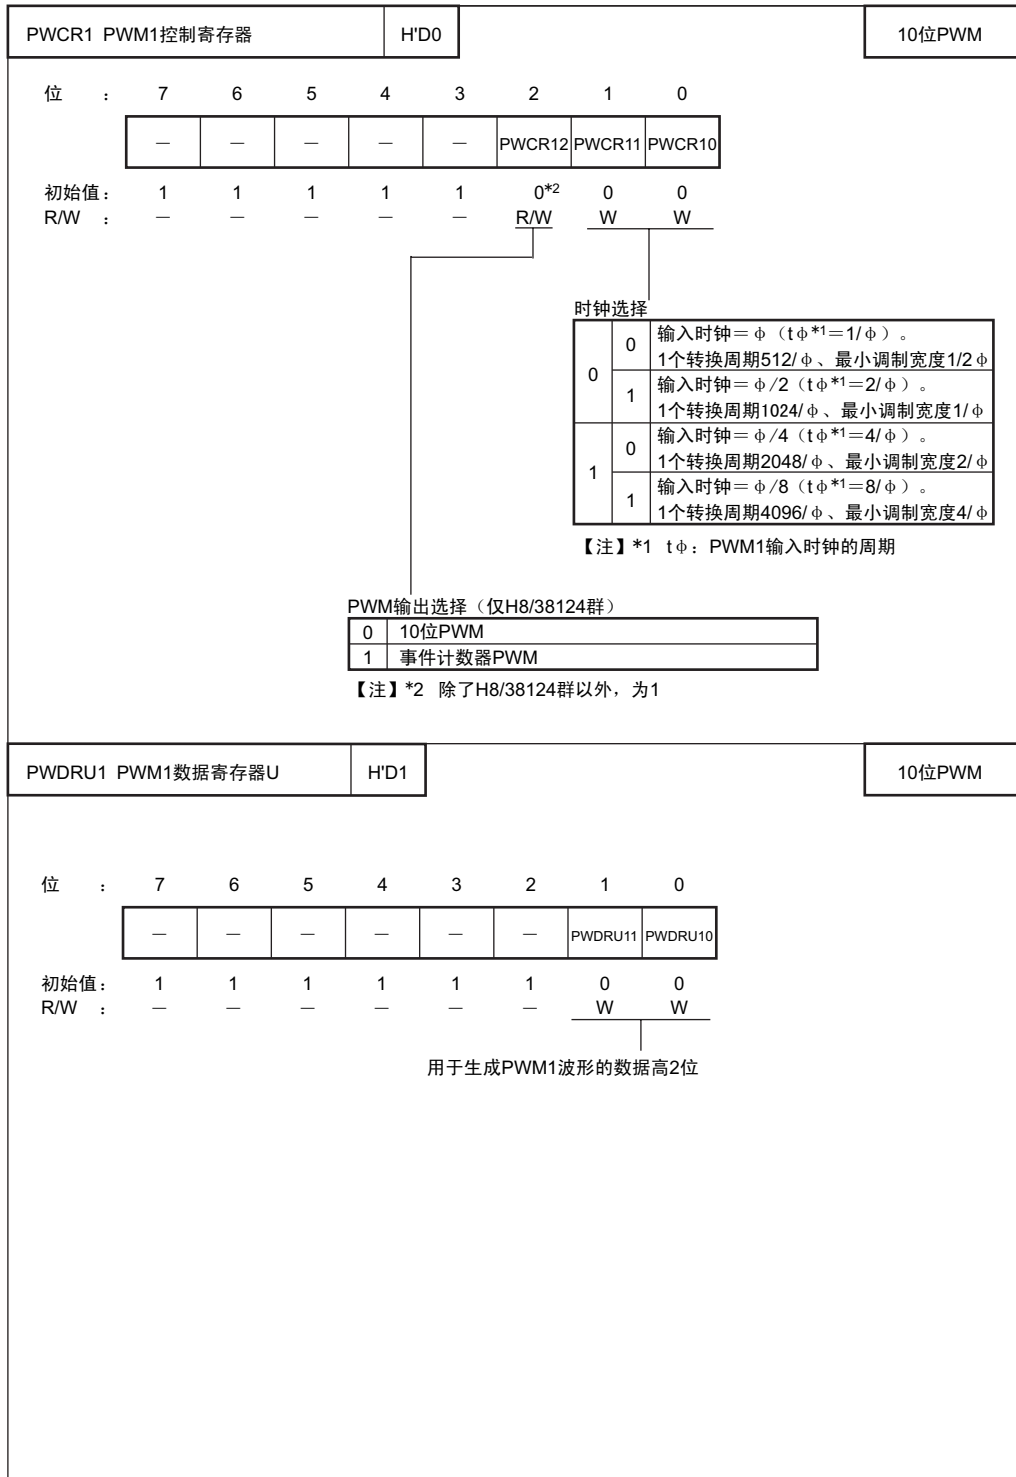 PWCR1 PWM1控制寄存器 H'D0 10位PWM
位 : 7 6 5 4 3 2 1 0
— — — — — PWCR12 PWCR11 PWCR10
初始值: 1 1 1 1 1 0*2 0 0
R/W : — — — — — R/W W W
时钟选择
0 0 输入时钟=φ（tφ*1=1/φ）。
1个转换周期512/φ、最小调制宽度1/2φ
1 输入时钟=φ/2（tφ*1=2/φ）。
1个转换周期1024/φ、最小调制宽度1/φ
1 0 输入时钟=φ/4（tφ*1=4/φ）。
1个转换周期2048/φ、最小调制宽度2/φ
1 输入时钟=φ/8（tφ*1=8/φ）。
1个转换周期4096/φ、最小调制宽度4/φ
【注】*1 tφ: PWM1输入时钟的周期
PWM输出选择（仅H8/38124群）
0 10位PWM
1 事件计数器PWM
【注】*2 除了H8/38124群以外，为1
PWDRU1 PWM1数据寄存器U H'D1 10位PWM
位 : 7 6 5 4 3 2 1 0
— — — — — — PWDRU11 PWDRU10
初始值: 1 1 1 1 1 1 0 0
R/W : — — — — — — W W
用于生成PWM1波形的数据高2位